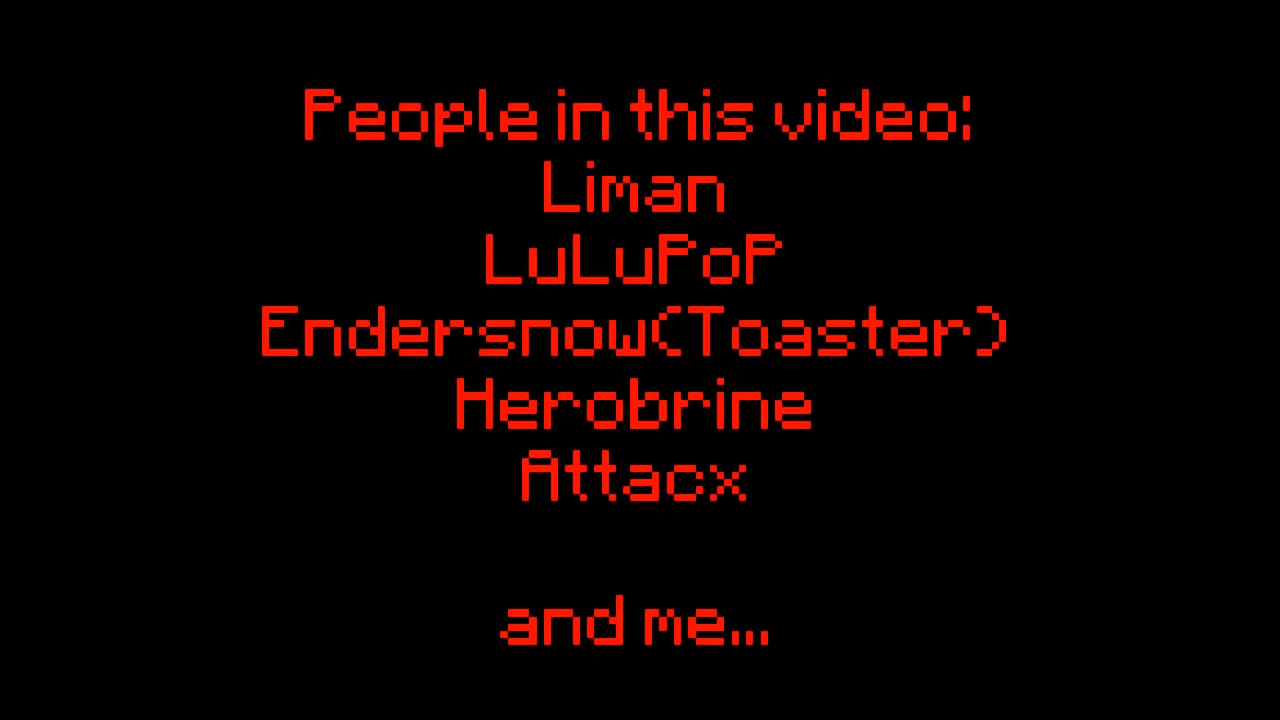 People in this video:
Liman
LuLuPoP
Endersnow(Toaster)
Herobrine
Attacx
and me...